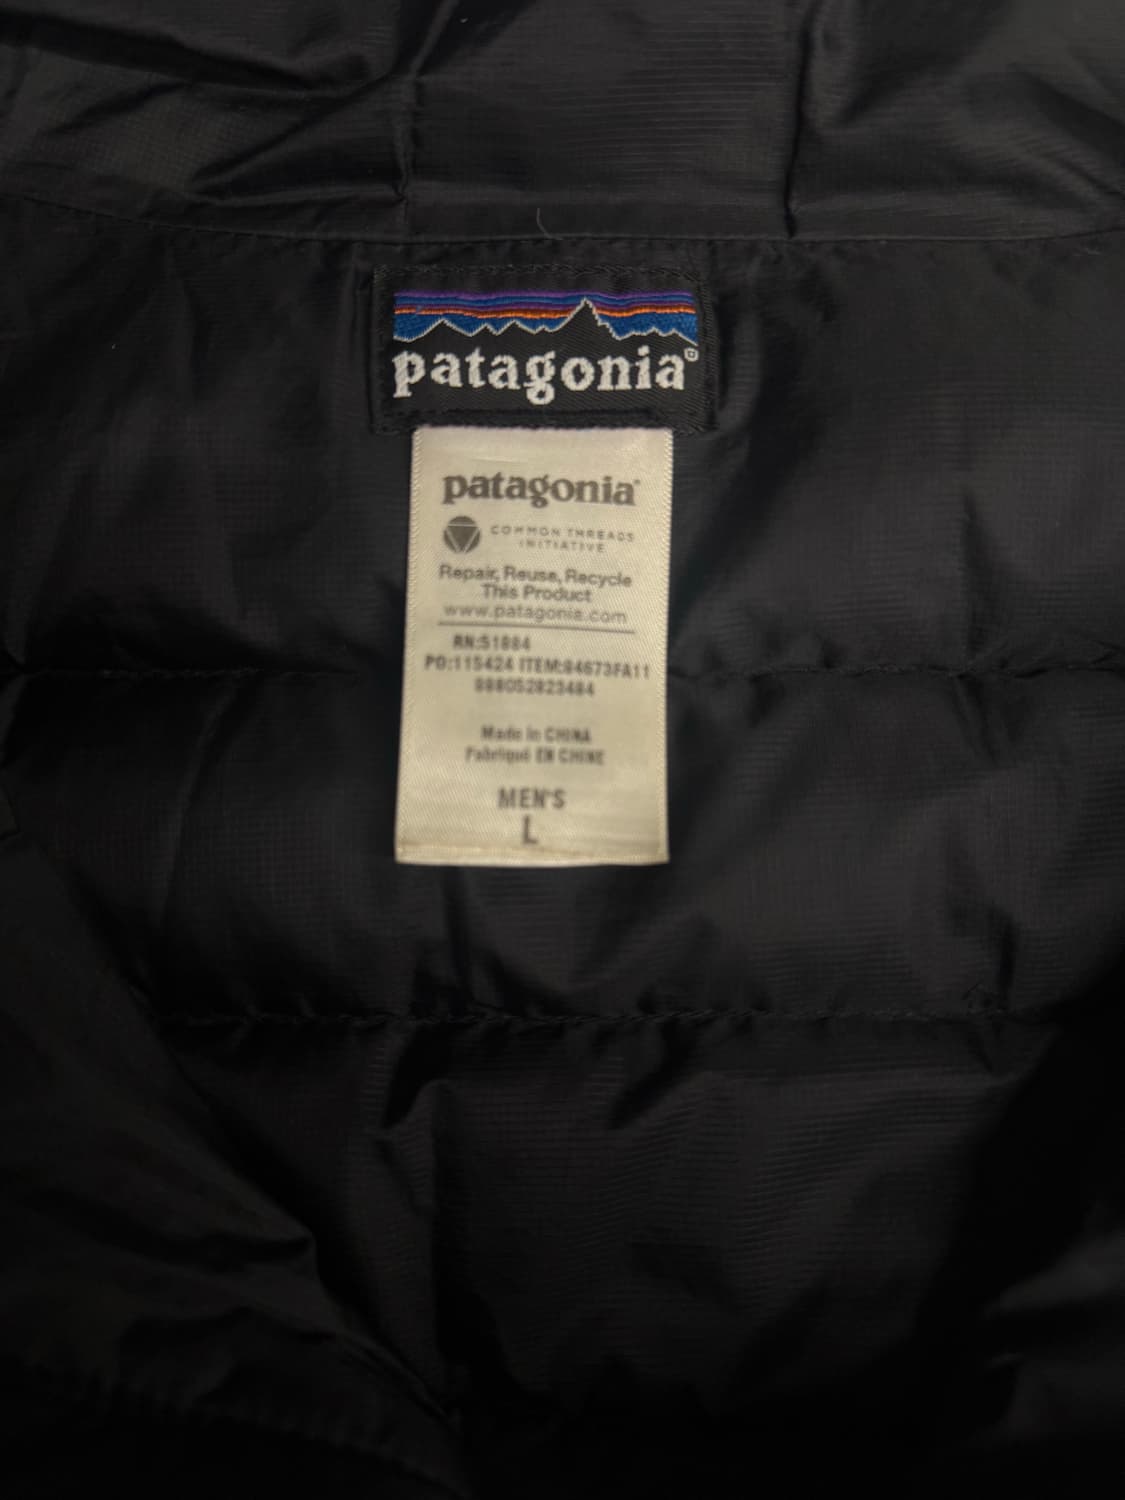 patagonia®
patagonia®
COMMON THREADS
INITIATIVE
Repair, Reuse, Recycle
This Product
www.patagonia.com
RN:51884
PO:115424 ITEM:84673FA11
888052823484
Made in CHINA
Fabriqué EN CHINE
MEN'S
L